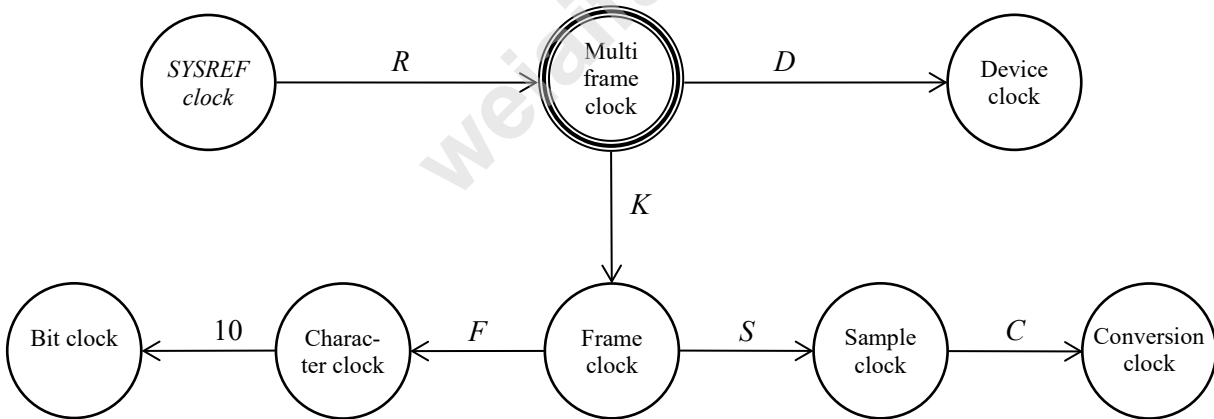 SYSREF
clock
R
Multi
frame
clock
D
Device
clock
K
Bit clock
10
Charac-
ter clock
F
Frame
clock
S
Sample
clock
C
Conversion
clock